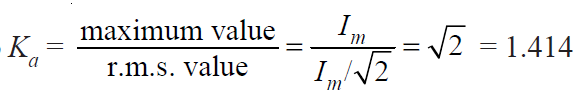 K_a = maximum value / r.m.s. value = I_m / I_m/√2 = √2 = 1.414